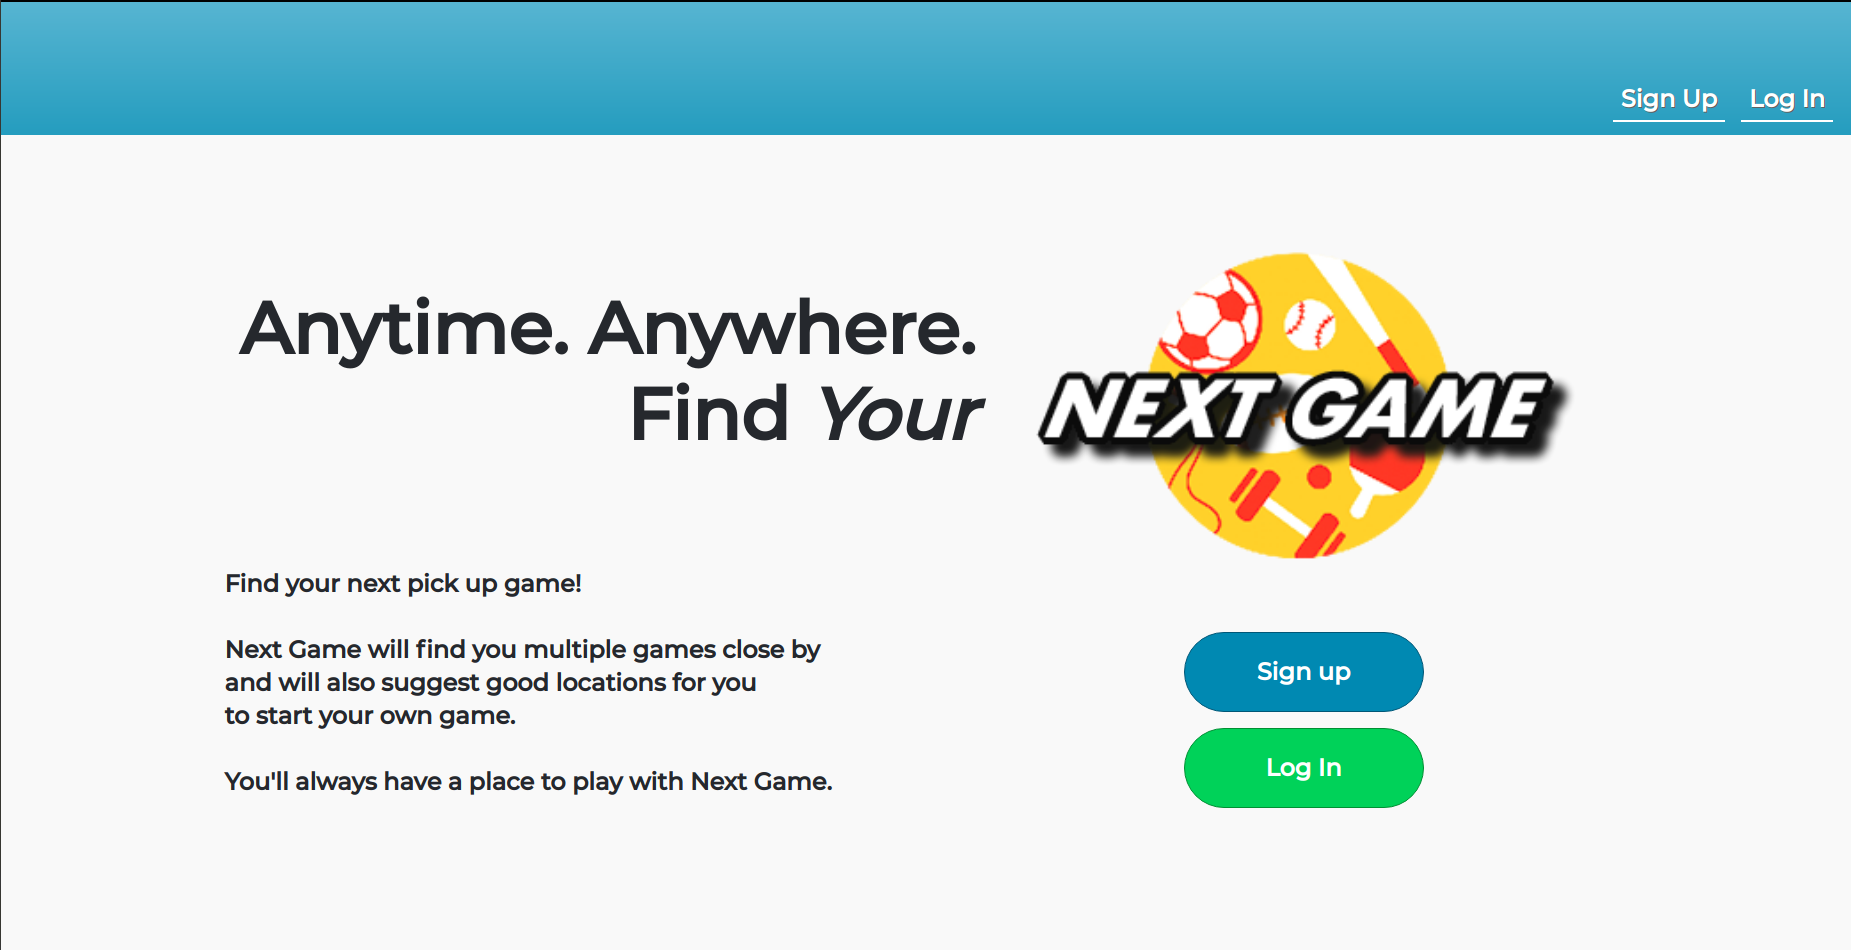 Sign Up Log In
Anytime. Anywhere.
Find Your
NEXT GAME
Find your next pick up game!
Next Game will find you multiple games close by
and will also suggest good locations for you
to start your own game.
You'll always have a place to play with Next Game.
Sign up
Log In